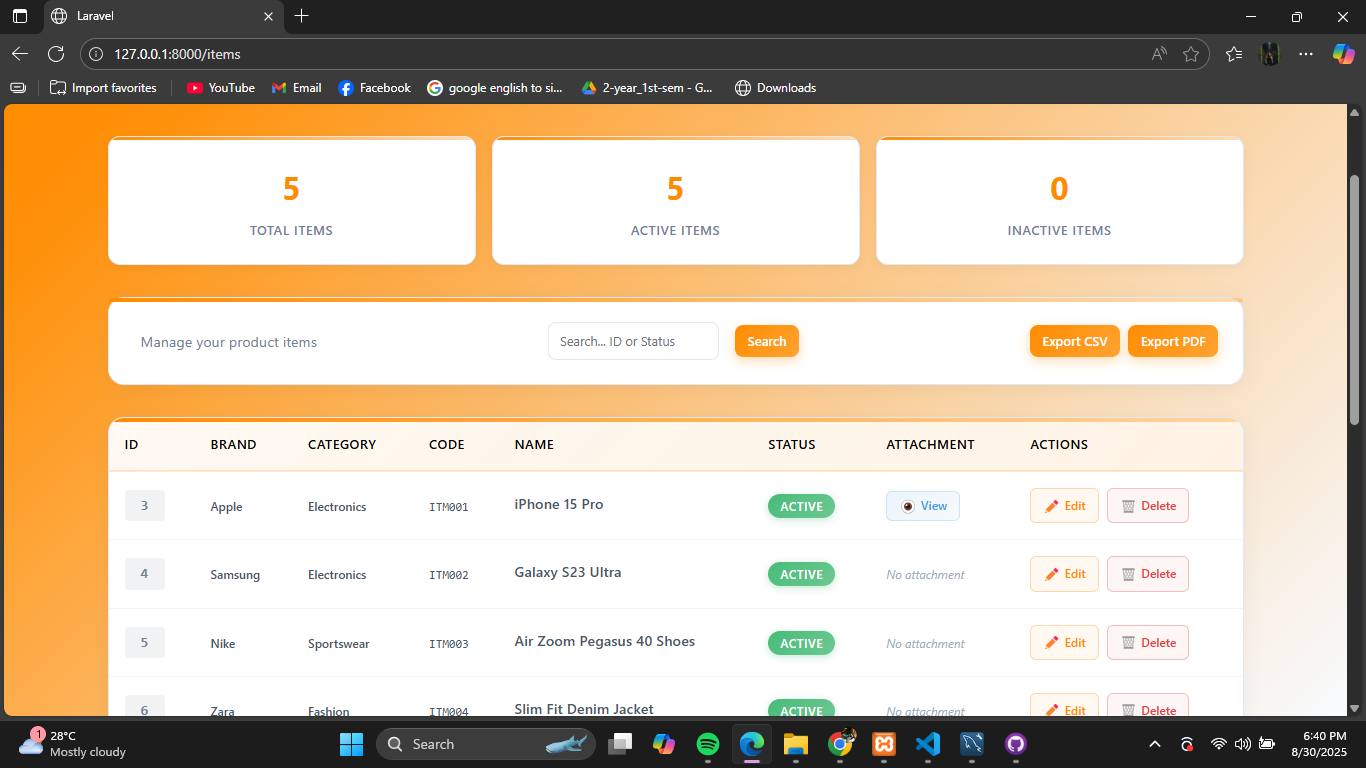 Laravel
127.0.0.1:8000/items
Import favorites YouTube Email Facebook google english to si... 2-year_1st-sem - G... Downloads
5 5 0
TOTAL ITEMS ACTIVE ITEMS INACTIVE ITEMS
Manage your product items Search... ID or Status Search Export CSV Export PDF
ID BRAND CATEGORY CODE NAME STATUS ATTACHMENT ACTIONS
3 Apple Electronics ITM001 iPhone 15 Pro ACTIVE View Edit Delete
4 Samsung Electronics ITM002 Galaxy S23 Ultra ACTIVE No attachment Edit Delete
5 Nike Sportswear ITM003 Air Zoom Pegasus 40 Shoes ACTIVE No attachment Edit Delete
6 Zara Fashion ITM004 Slim Fit Denim Jacket ACTIVE No attachment Edit Delete
1 28°C
Mostly cloudy
Search
6:40 PM
8/30/2025